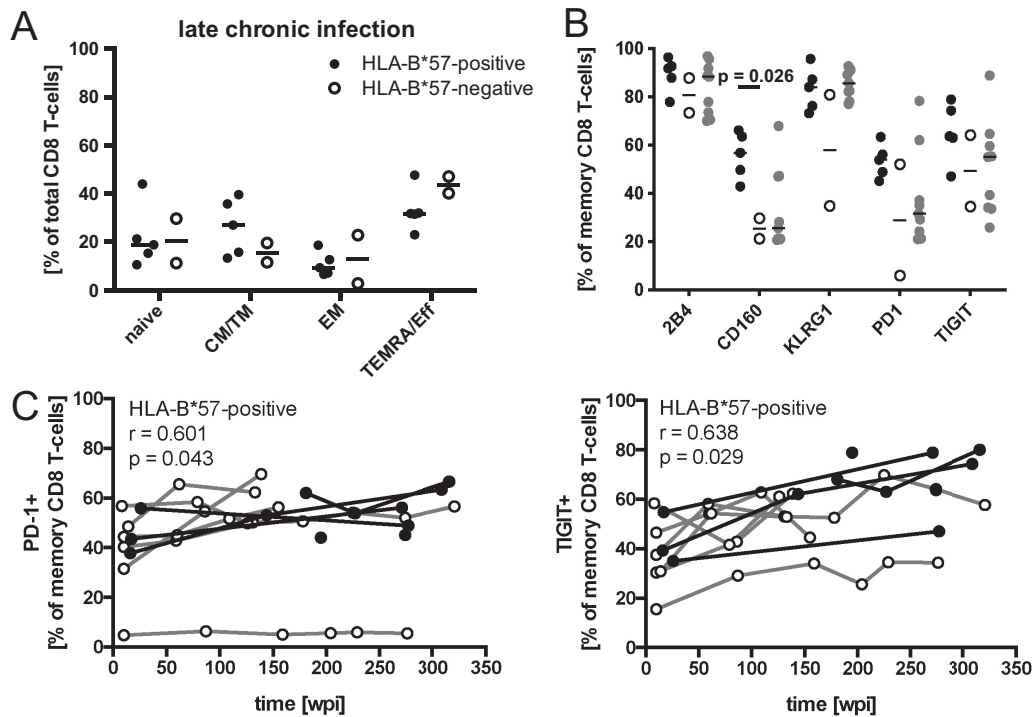 A
late chronic infection
HLA-B*57-positive
HLA-B*57-negative
[% of total CD8 T-cells]
100
80
60
40
20
0
naive
CM/TM
EM
TEMRA/Eff
B
[% of memory CD8 T-cells]
100
80
60
40
20
0
p = 0.026
2B4
CD160
KLRG1
PD1
TIGIT
C
PD-1+
[% of memory CD8 T-cells]
100
80
60
40
20
0
HLA-B*57-positive
r = 0.601
p = 0.043
0 50 100 150 200 250 300 350
time [wpi]
TIGIT+
[% of memory CD8 T-cells]
100
80
60
40
20
0
HLA-B*57-positive
r = 0.638
p = 0.029
0 50 100 150 200 250 300 350
time [wpi]